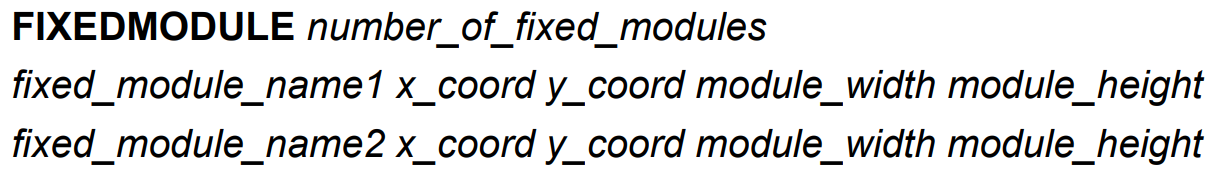 FIXEDMODULE number_of_fixed_modules
fixed_module_name1 x_coord y_coord module_width module_height
fixed_module_name2 x_coord y_coord module_width module_height